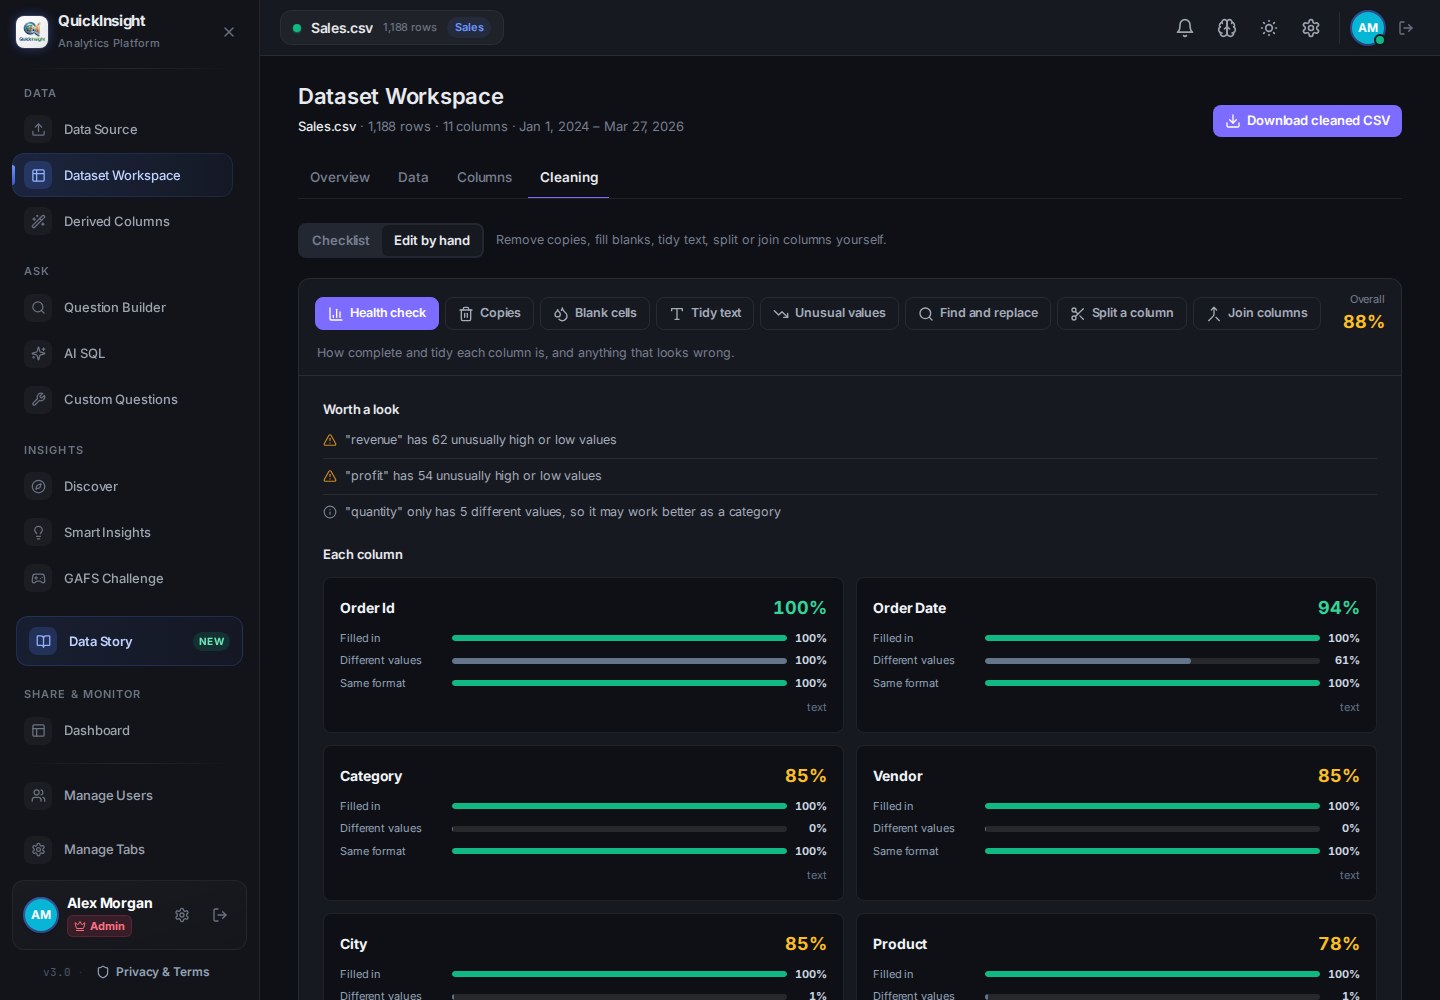 QuickInsight
Analytics Platform
DATA
Data Source
Dataset Workspace
Derived Columns
ASK
Question Builder
AI SQL
Custom Questions
INSIGHTS
Discover
Smart Insights
GAFS Challenge
Data Story NEW
SHARE & MONITOR
Dashboard
Manage Users
Manage Tabs
AM Alex Morgan
Admin
v3.0 · Privacy & Terms
Sales.csv 1,188 rows Sales
AM
Dataset Workspace
Sales.csv · 1,188 rows · 11 columns · Jan 1, 2024 – Mar 27, 2026
Download cleaned CSV
Overview Data Columns Cleaning
Checklist Edit by hand Remove copies, fill blanks, tidy text, split or join columns yourself.
Health check Copies Blank cells Tidy text Unusual values Find and replace Split a column Join columns
Overall
88%
How complete and tidy each column is, and anything that looks wrong.
Worth a look
"revenue" has 62 unusually high or low values
"profit" has 54 unusually high or low values
"quantity" only has 5 different values, so it may work better as a category
Each column
Order Id 100%
Filled in 100%
Different values 100%
Same format 100%
text
Order Date 94%
Filled in 100%
Different values 61%
Same format 100%
text
Category 85%
Filled in 100%
Different values 0%
Same format 100%
text
Vendor 85%
Filled in 100%
Different values 0%
Same format 100%
text
City 85%
Filled in 100%
Different values 1%
Product 78%
Filled in 100%
Different values 1%